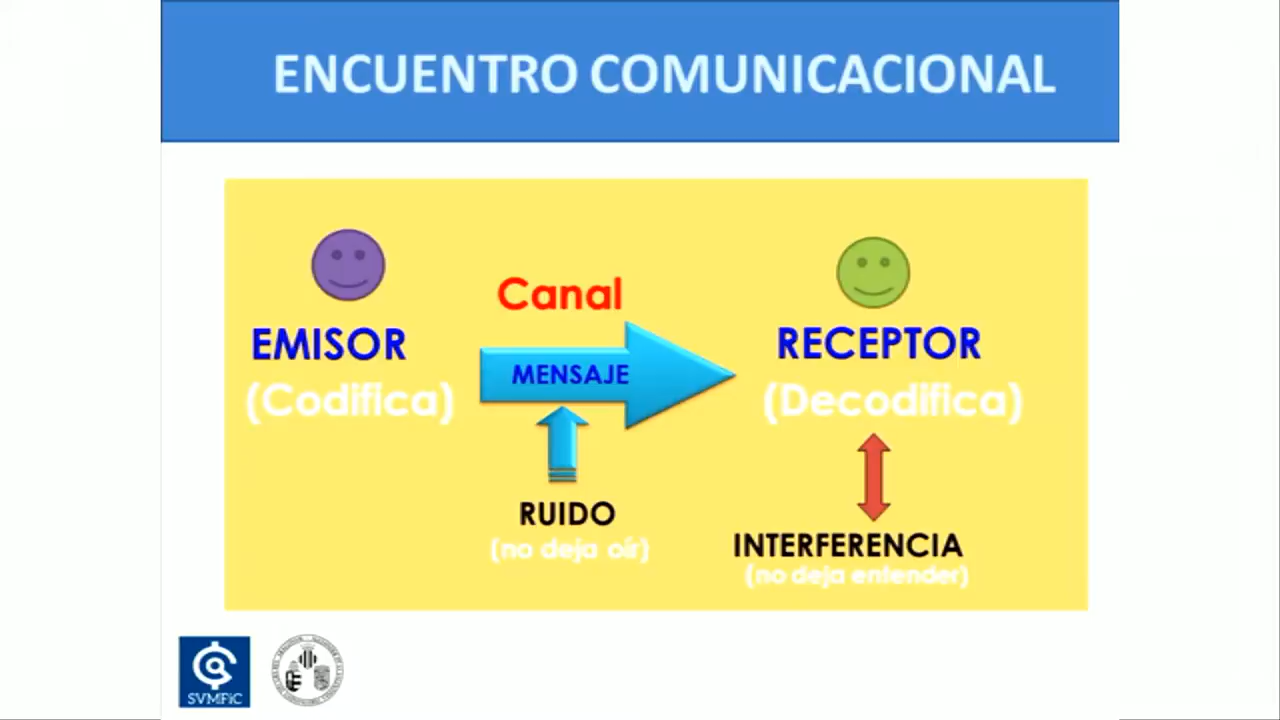 ENCUENTRO COMUNICACIONAL
Canal
EMISOR
(Codifica)
MENSAJE
RECEPTOR
(Decodifica)
RUIDO
(no deja oír)
INTERFERENCIA
(no deja entender)
SVMFiC